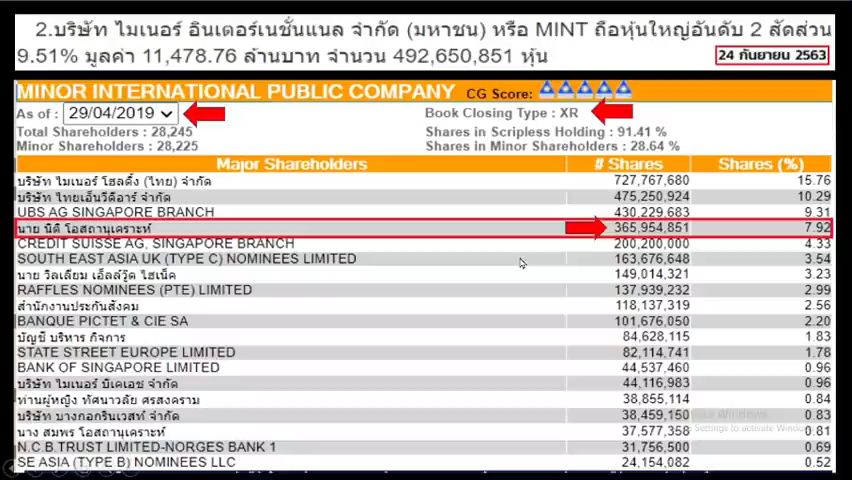 2.บริษัท ไมเนอร์ อินเตอร์เนชั่นแนล จำกัด (มหาชน) หรือ MINT ถือหุ้นใหญ่อันดับ 2 สัดส่วน
9.51% มูลค่า 11,478.76 ล้านบาท จำนวน 492,650,851 หุ้น
24 กันยายน 2563
MINOR INTERNATIONAL PUBLIC COMPANY CG Score:
As of : 29/04/2019 Book Closing Type : XR
Total Shareholders : 28,245 Shares in Scripless Holding : 91.41 %
Minor Shareholders : 28,225 Shares in Minor Shareholders : 28.64 %
Major Shareholders # Shares Shares (%)
บริษัท ไมเนอร์ โฮลดิ้ง (ไทย) จำกัด 727,767,680 15.76
บริษัท ไทยเอ็นวีดีอาร์ จำกัด 475,250,924 10.29
UBS AG SINGAPORE BRANCH 430,229,683 9.31
นาย นิติ โอสถานุเคราะห์ 365,954,851 7.92
CREDIT SUISSE AG, SINGAPORE BRANCH 200,200,000 4.33
SOUTH EAST ASIA UK (TYPE C) NOMINEES LIMITED 163,676,648 3.54
นาย วิลเลี่ยม เอ็ลล์วู๊ด ไฮเน็ค 149,014,321 3.23
RAFFLES NOMINEES (PTE) LIMITED 137,939,232 2.99
สำนักงานประกันสังคม 118,137,319 2.56
BANQUE PICTET & CIE SA 101,676,050 2.20
บัญชี บริหาร กิจการ 84,628,115 1.83
STATE STREET EUROPE LIMITED 82,114,741 1.78
BANK OF SINGAPORE LIMITED 44,537,460 0.96
บริษัท ไมเนอร์ บีเคเอช จำกัด 44,116,983 0.96
ท่านผู้หญิง ทัศนาวลัย ศรสงคราม 38,855,114 0.84
บริษัท บางกอกรินเวสท์ จำกัด 38,459,150 0.83
นาง สมพร โอสถานุเคราะห์ 37,577,358 0.81
N.C.B.TRUST LIMITED-NORGES BANK 1 31,756,500 0.69
SE ASIA (TYPE B) NOMINEES LLC 24,154,082 0.52
Windows
Settings to activate Windows